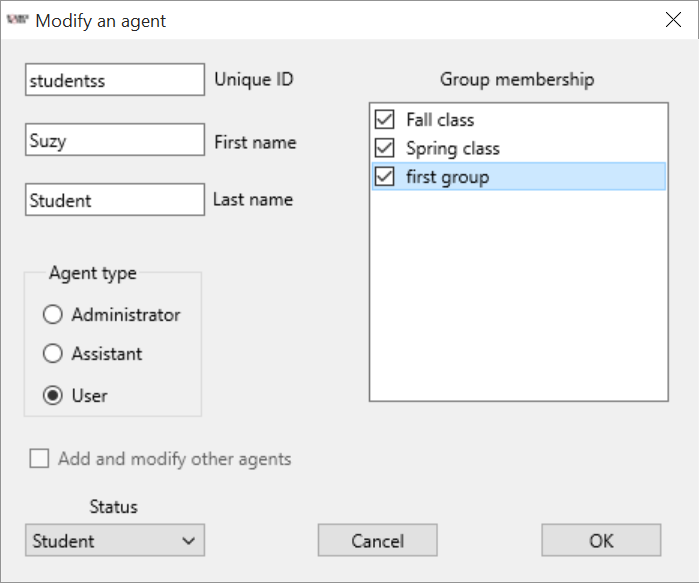 Modify an agent
studentss Unique ID
Suzy First name
Student Last name
Group membership
Fall class
Spring class
first group
Agent type
Administrator
Assistant
User
Add and modify other agents
Status
Student
Cancel
OK